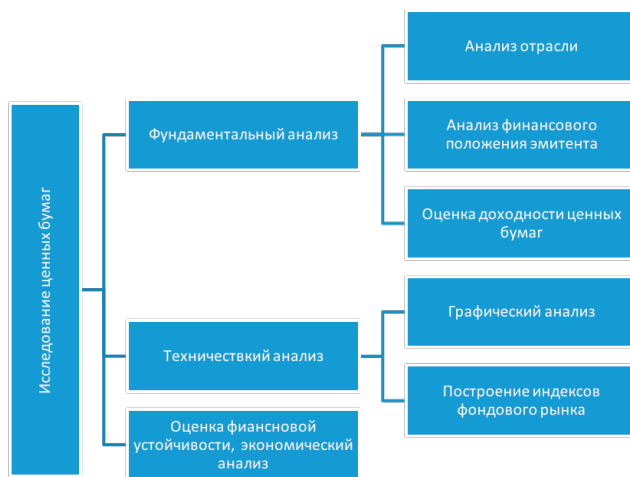 Исследование ценных бумаг
Фундаментальный анализ
Анализ отрасли
Анализ финансового
положения эмитента
Оценка доходности ценных
бумаг
Техничествкий анализ
Графический анализ
Построение индексов
фондового рынка
Оценка фиансновой
устойчивости, экономический
анализ